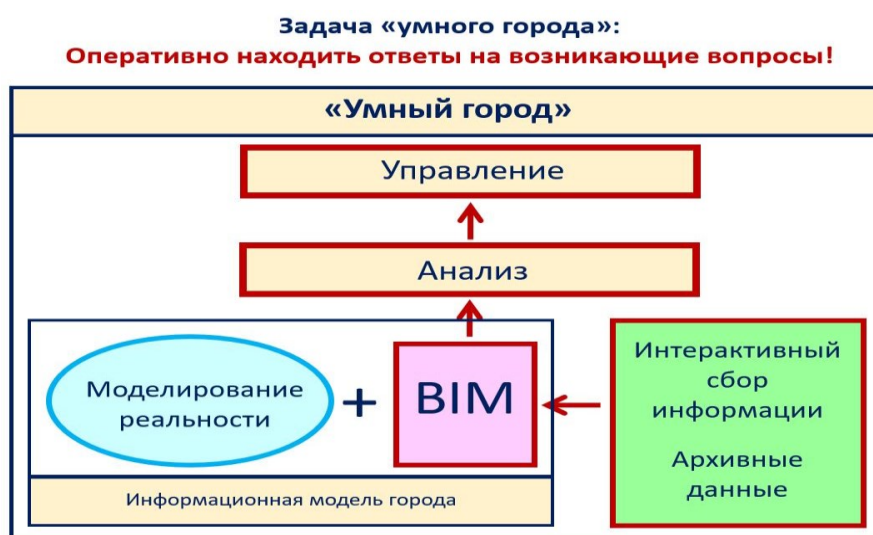 Задача «умного города»:
Оперативно находить ответы на возникающие вопросы!
«Умный город»
Управление
Анализ
Моделирование
реальности
+
BIM
Интерактивный
сбор
информации
Архивные
данные
Информационная модель города